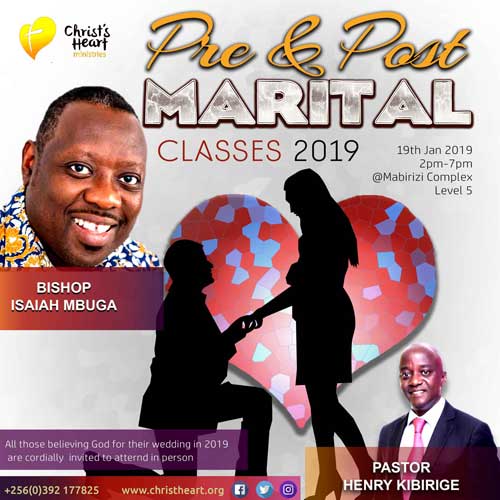 Christ's
Heart
ministries
Pre & Post
MARITAL
CLASSES 2019
19th Jan 2019
2pm-7pm
@Mabirizi Complex
Level 5
BISHOP
ISAIAH MBUGA
All those believing God for their wedding in 2019
are cordially invited to atternd in person
PASTOR
HENRY KIBIRIGE
+256(0)392 177825 www.christheart.org